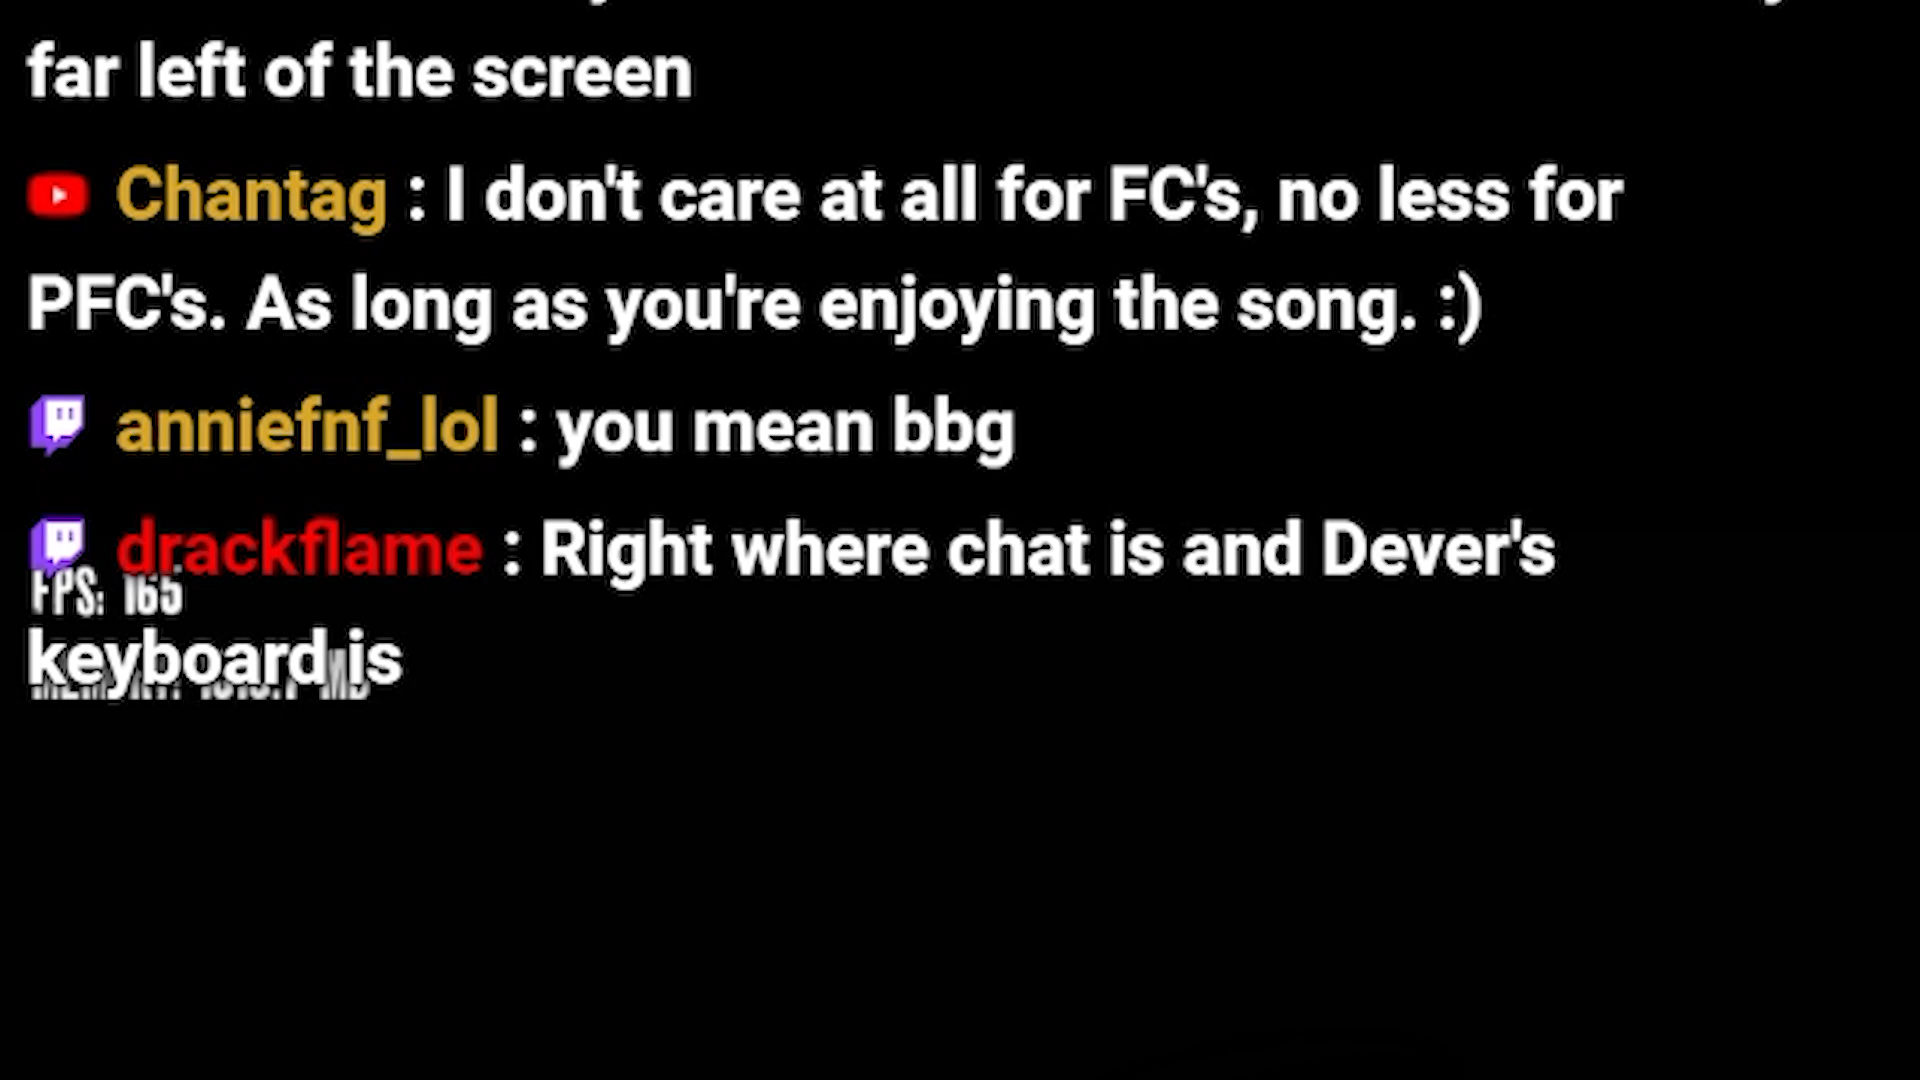 far left of the screen
Chantag : I don't care at all for FC's, no less for
PFC's. As long as you're enjoying the song. :)
anniefnf_lol : you mean bbg
drackflame : Right where chat is and Dever's
FPS: 165
keyboard is